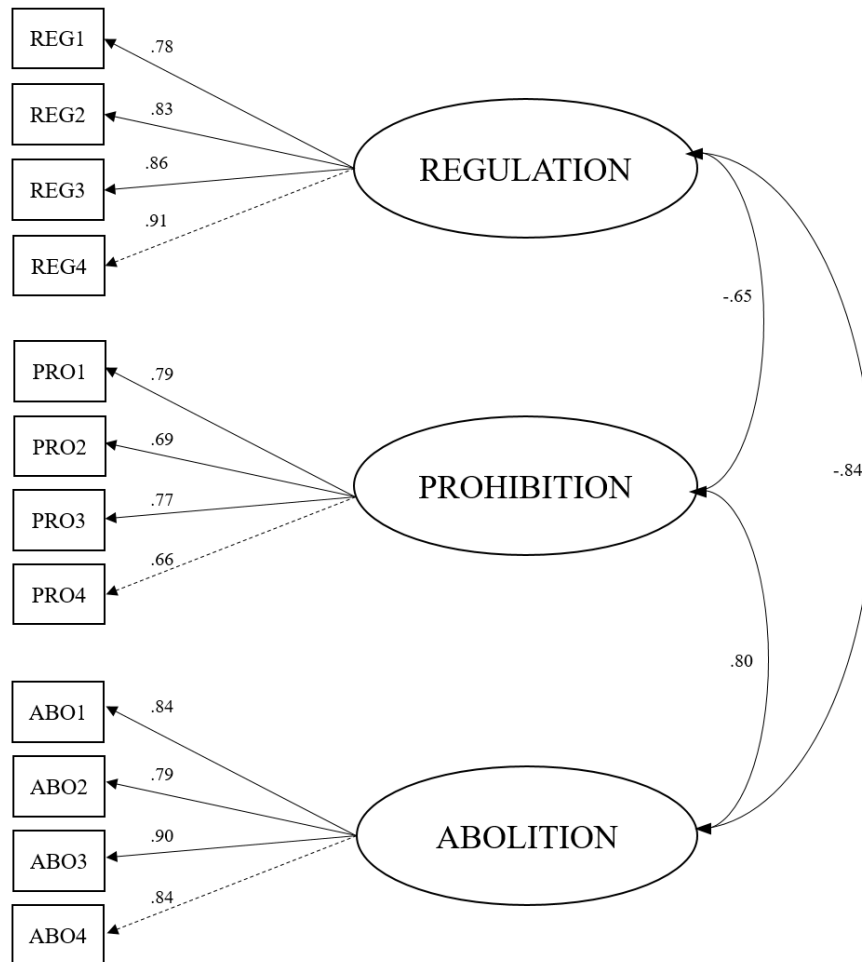 REG1
.78
REG2
.83
REG3
.86
REG4
.91
REGULATION
-.65
PRO1
.79
PRO2
.69
PRO3
.77
PRO4
.66
PROHIBITION
-.84
.80
ABO1
.84
ABO2
.79
ABO3
.90
ABO4
.84
ABOLITION